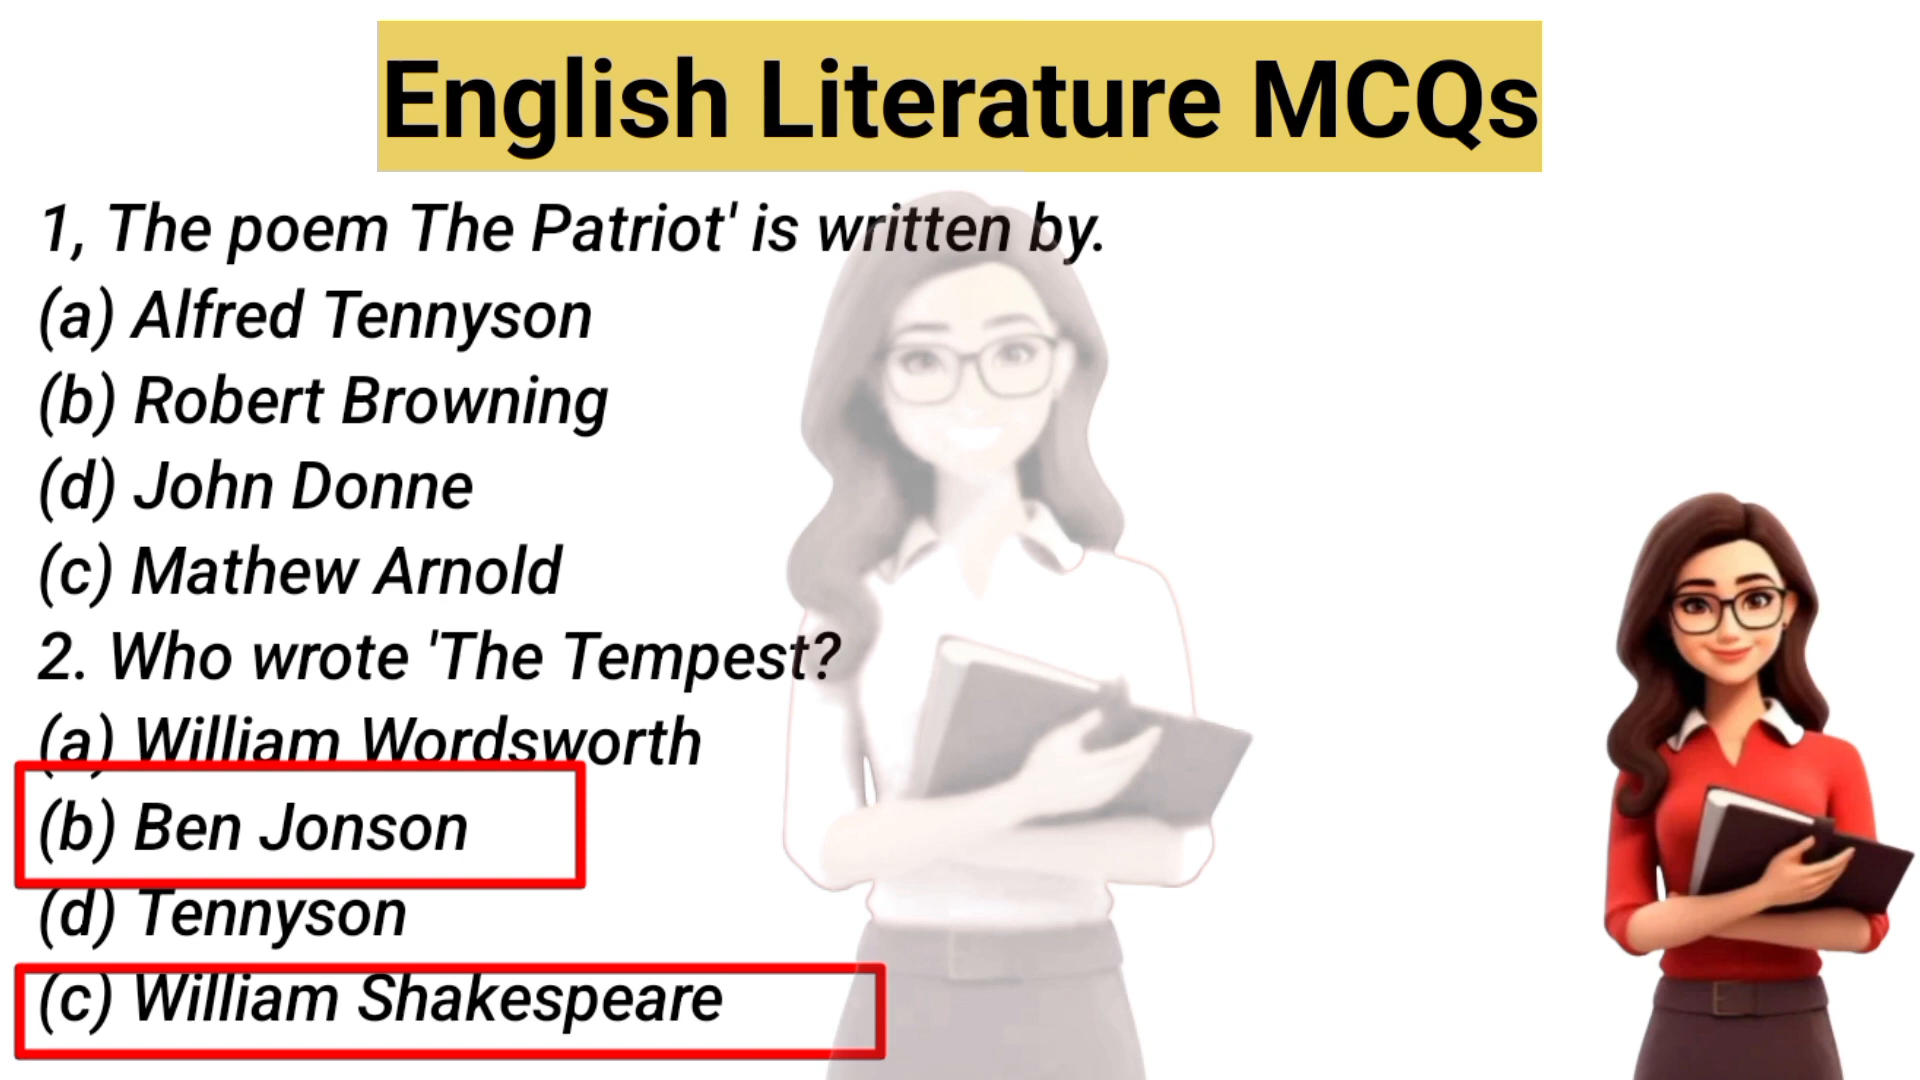 English Literature MCQs
1, The poem The Patriot' is written by.
(a) Alfred Tennyson
(b) Robert Browning
(d) John Donne
(c) Mathew Arnold
2. Who wrote 'The Tempest?
(a) William Wordsworth
(b) Ben Jonson
(d) Tennyson
(c) William Shakespeare